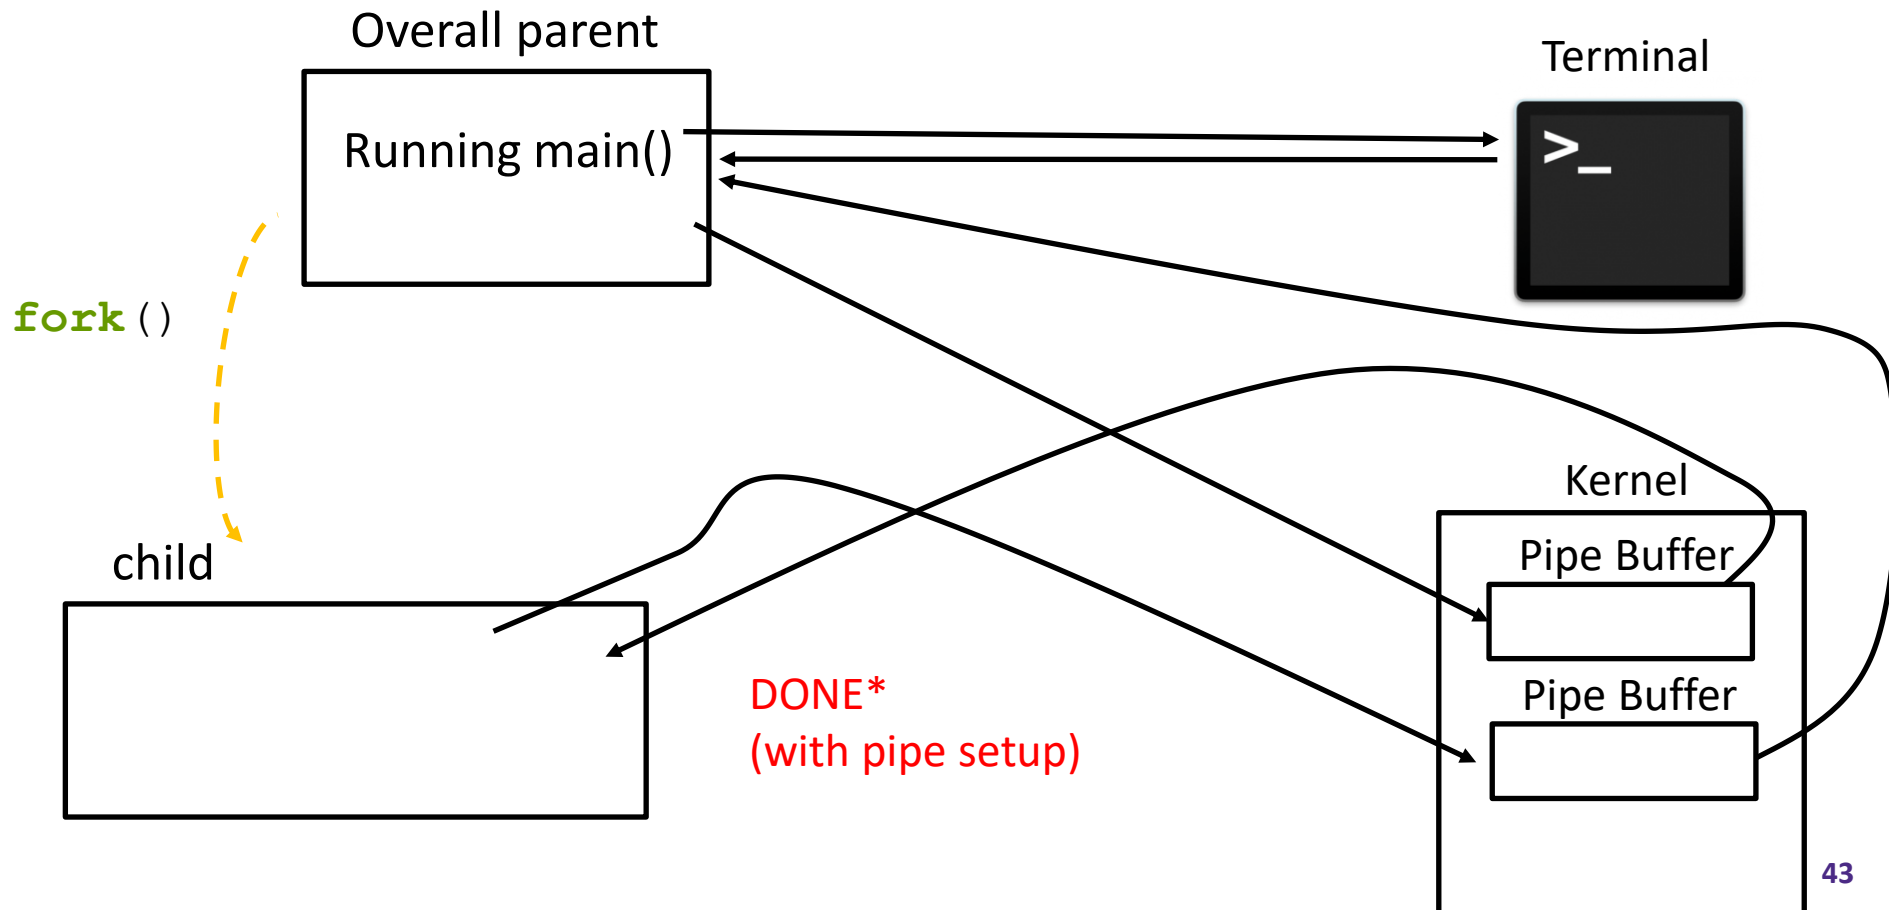 Overall parent
Terminal
Running main()
>_
fork()
Kernel
Pipe Buffer
child
DONE*
(with pipe setup)
Pipe Buffer
43